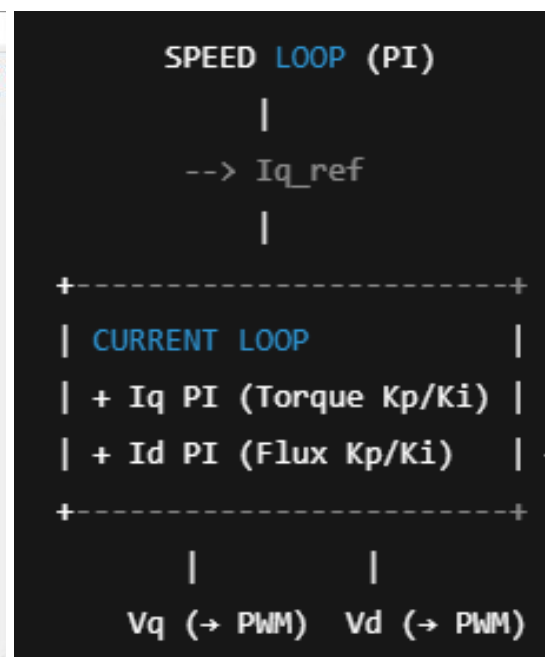 SPEED LOOP (PI)
|
--> Iq_ref
|
+-------------------------+
| CURRENT LOOP |
| + Iq PI (Torque Kp/Ki) |
| + Id PI (Flux Kp/Ki) |
+-------------------------+
| |
Vq (→ PWM) Vd (→ PWM)